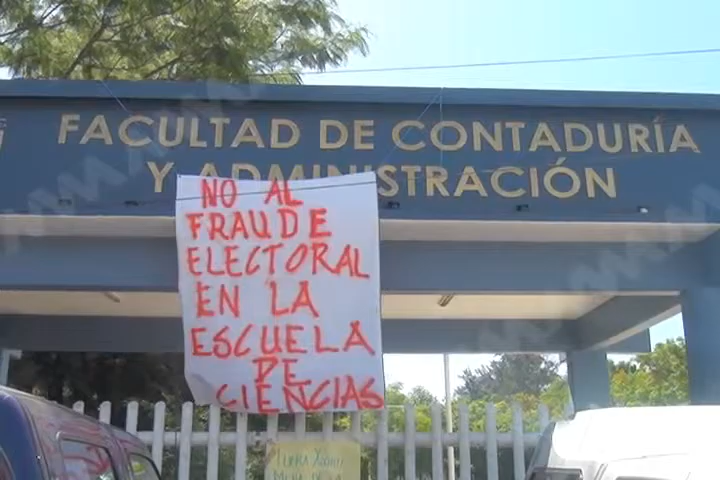 FACULTAD DE CONTADURÍA
Y ADMINISTRACIÓN
NO AL
FRAUDE
ELECTORAL
EN LA
ESCUELA
DE
CIENCIAS